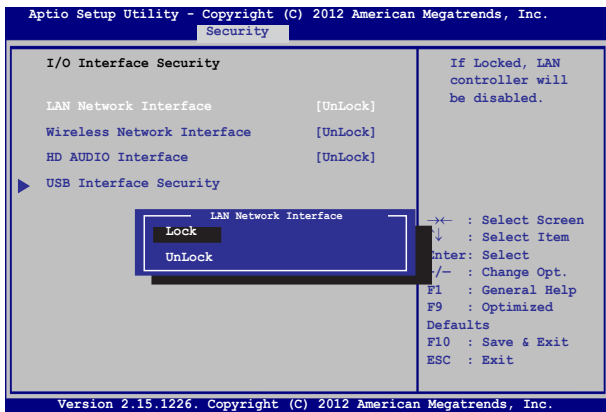 Aptio Setup Utility - Copyright (C) 2012 American Megatrends, Inc.
Security
I/O Interface Security
LAN Network Interface [UnLock]
Wireless Network Interface [UnLock]
HD AUDIO Interface [UnLock]
USB Interface Security
If Locked, LAN
controller will
be disabled.
LAN Network Interface
Lock
UnLock
→← : Select Screen
↑↓ : Select Item
Enter: Select
+/— : Change Opt.
F1 : General Help
F9 : Optimized
Defaults
F10 : Save & Exit
ESC : Exit
Version 2.15.1226. Copyright (C) 2012 American Megatrends, Inc.